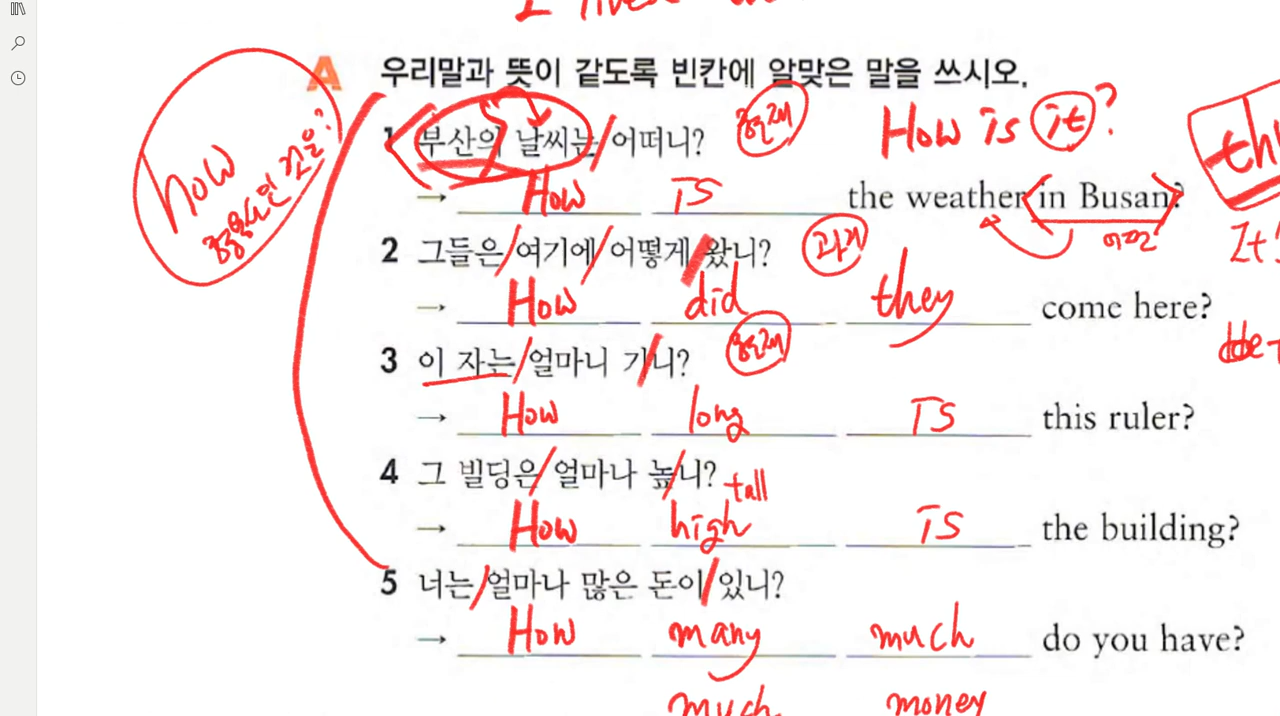 I lived
A 우리말과 뜻이 같도록 빈칸에 알맞은 말을 쓰시오.
1 부산의 날씨는 어떠니? 현재 How is it?
→ How is the weather in Busan?
how
2 그들은 여기에 어떻게 왔니? 과거
→ How did they come here?
3 이 자는 얼마니 기니? 현재
→ How long is this ruler?
4 그 빌딩은 얼마나 높니? tall
→ How high is the building?
5 너는 얼마나 많은 돈이 있니?
→ How many much do you have?
much money